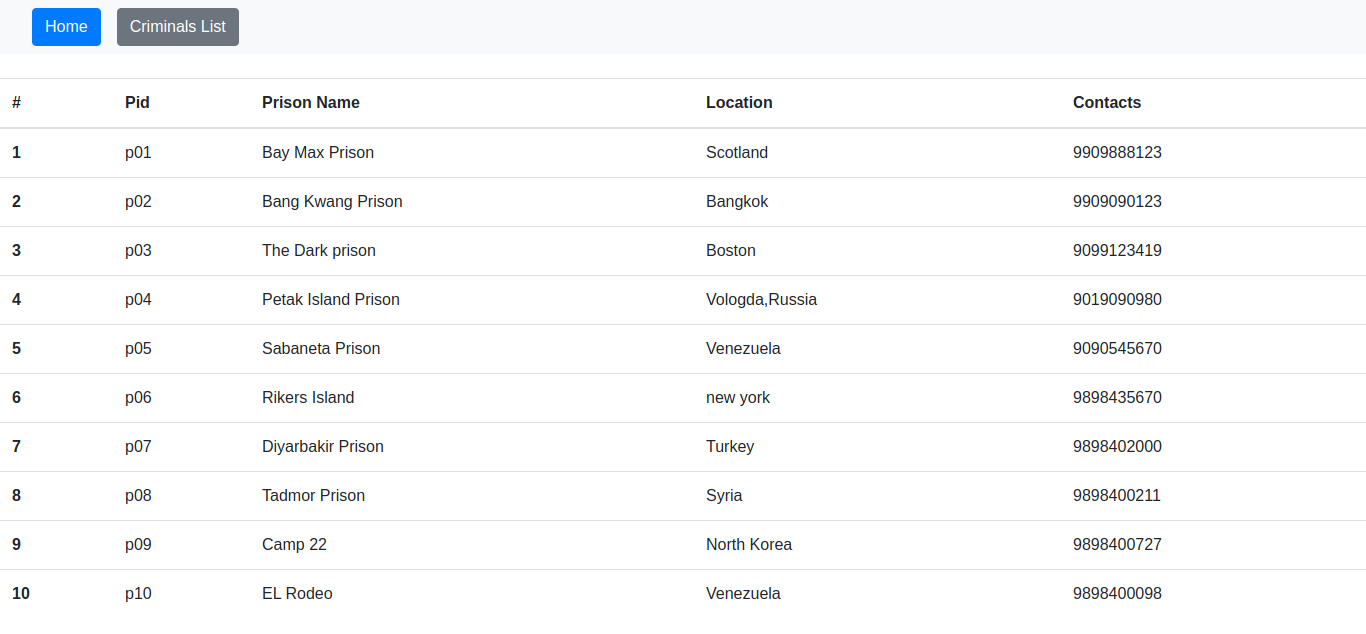 Home Criminals List
# Pid Prison Name Location Contacts
1 p01 Bay Max Prison Scotland 9909888123
2 p02 Bang Kwang Prison Bangkok 9909090123
3 p03 The Dark prison Boston 9099123419
4 p04 Petak Island Prison Vologda,Russia 9019090980
5 p05 Sabaneta Prison Venezuela 9090545670
6 p06 Rikers Island new york 9898435670
7 p07 Diyarbakir Prison Turkey 9898402000
8 p08 Tadmor Prison Syria 9898400211
9 p09 Camp 22 North Korea 9898400727
10 p10 EL Rodeo Venezuela 9898400098